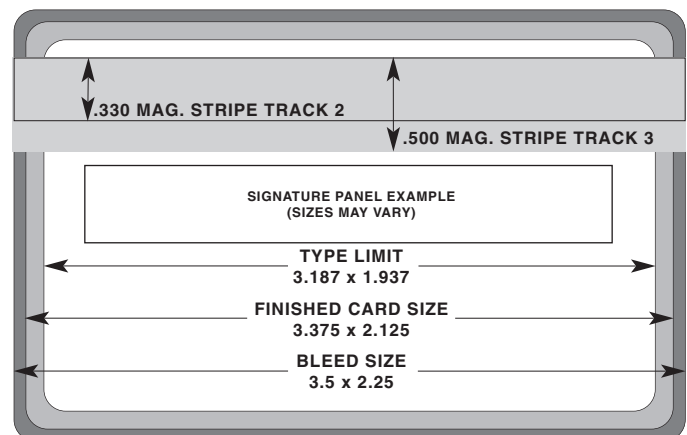 .330 MAG. STRIPE TRACK 2
.500 MAG. STRIPE TRACK 3
SIGNATURE PANEL EXAMPLE
(SIZES MAY VARY)
TYPE LIMIT
3.187 x 1.937
FINISHED CARD SIZE
3.375 x 2.125
BLEED SIZE
3.5 x 2.25